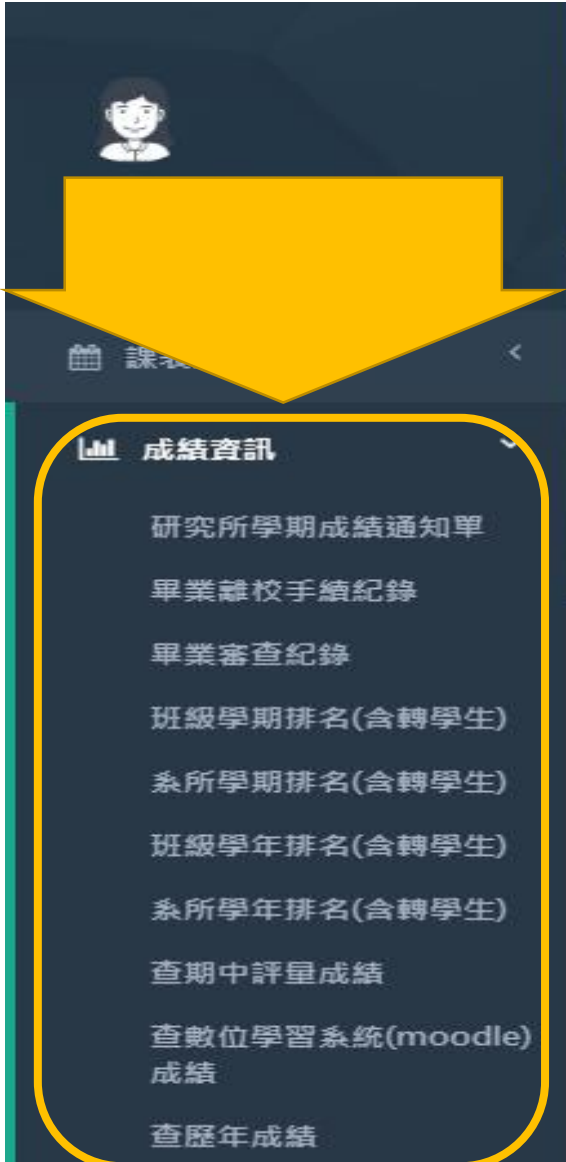 課表
成績資訊
研究所學期成績通知單
畢業離校手續紀錄
畢業審查紀錄
班級學期排名(含轉學生)
系所學期排名(含轉學生)
班級學年排名(含轉學生)
系所學年排名(含轉學生)
查期中評量成績
查數位學習系統(moodle)
成績
查歷年成績